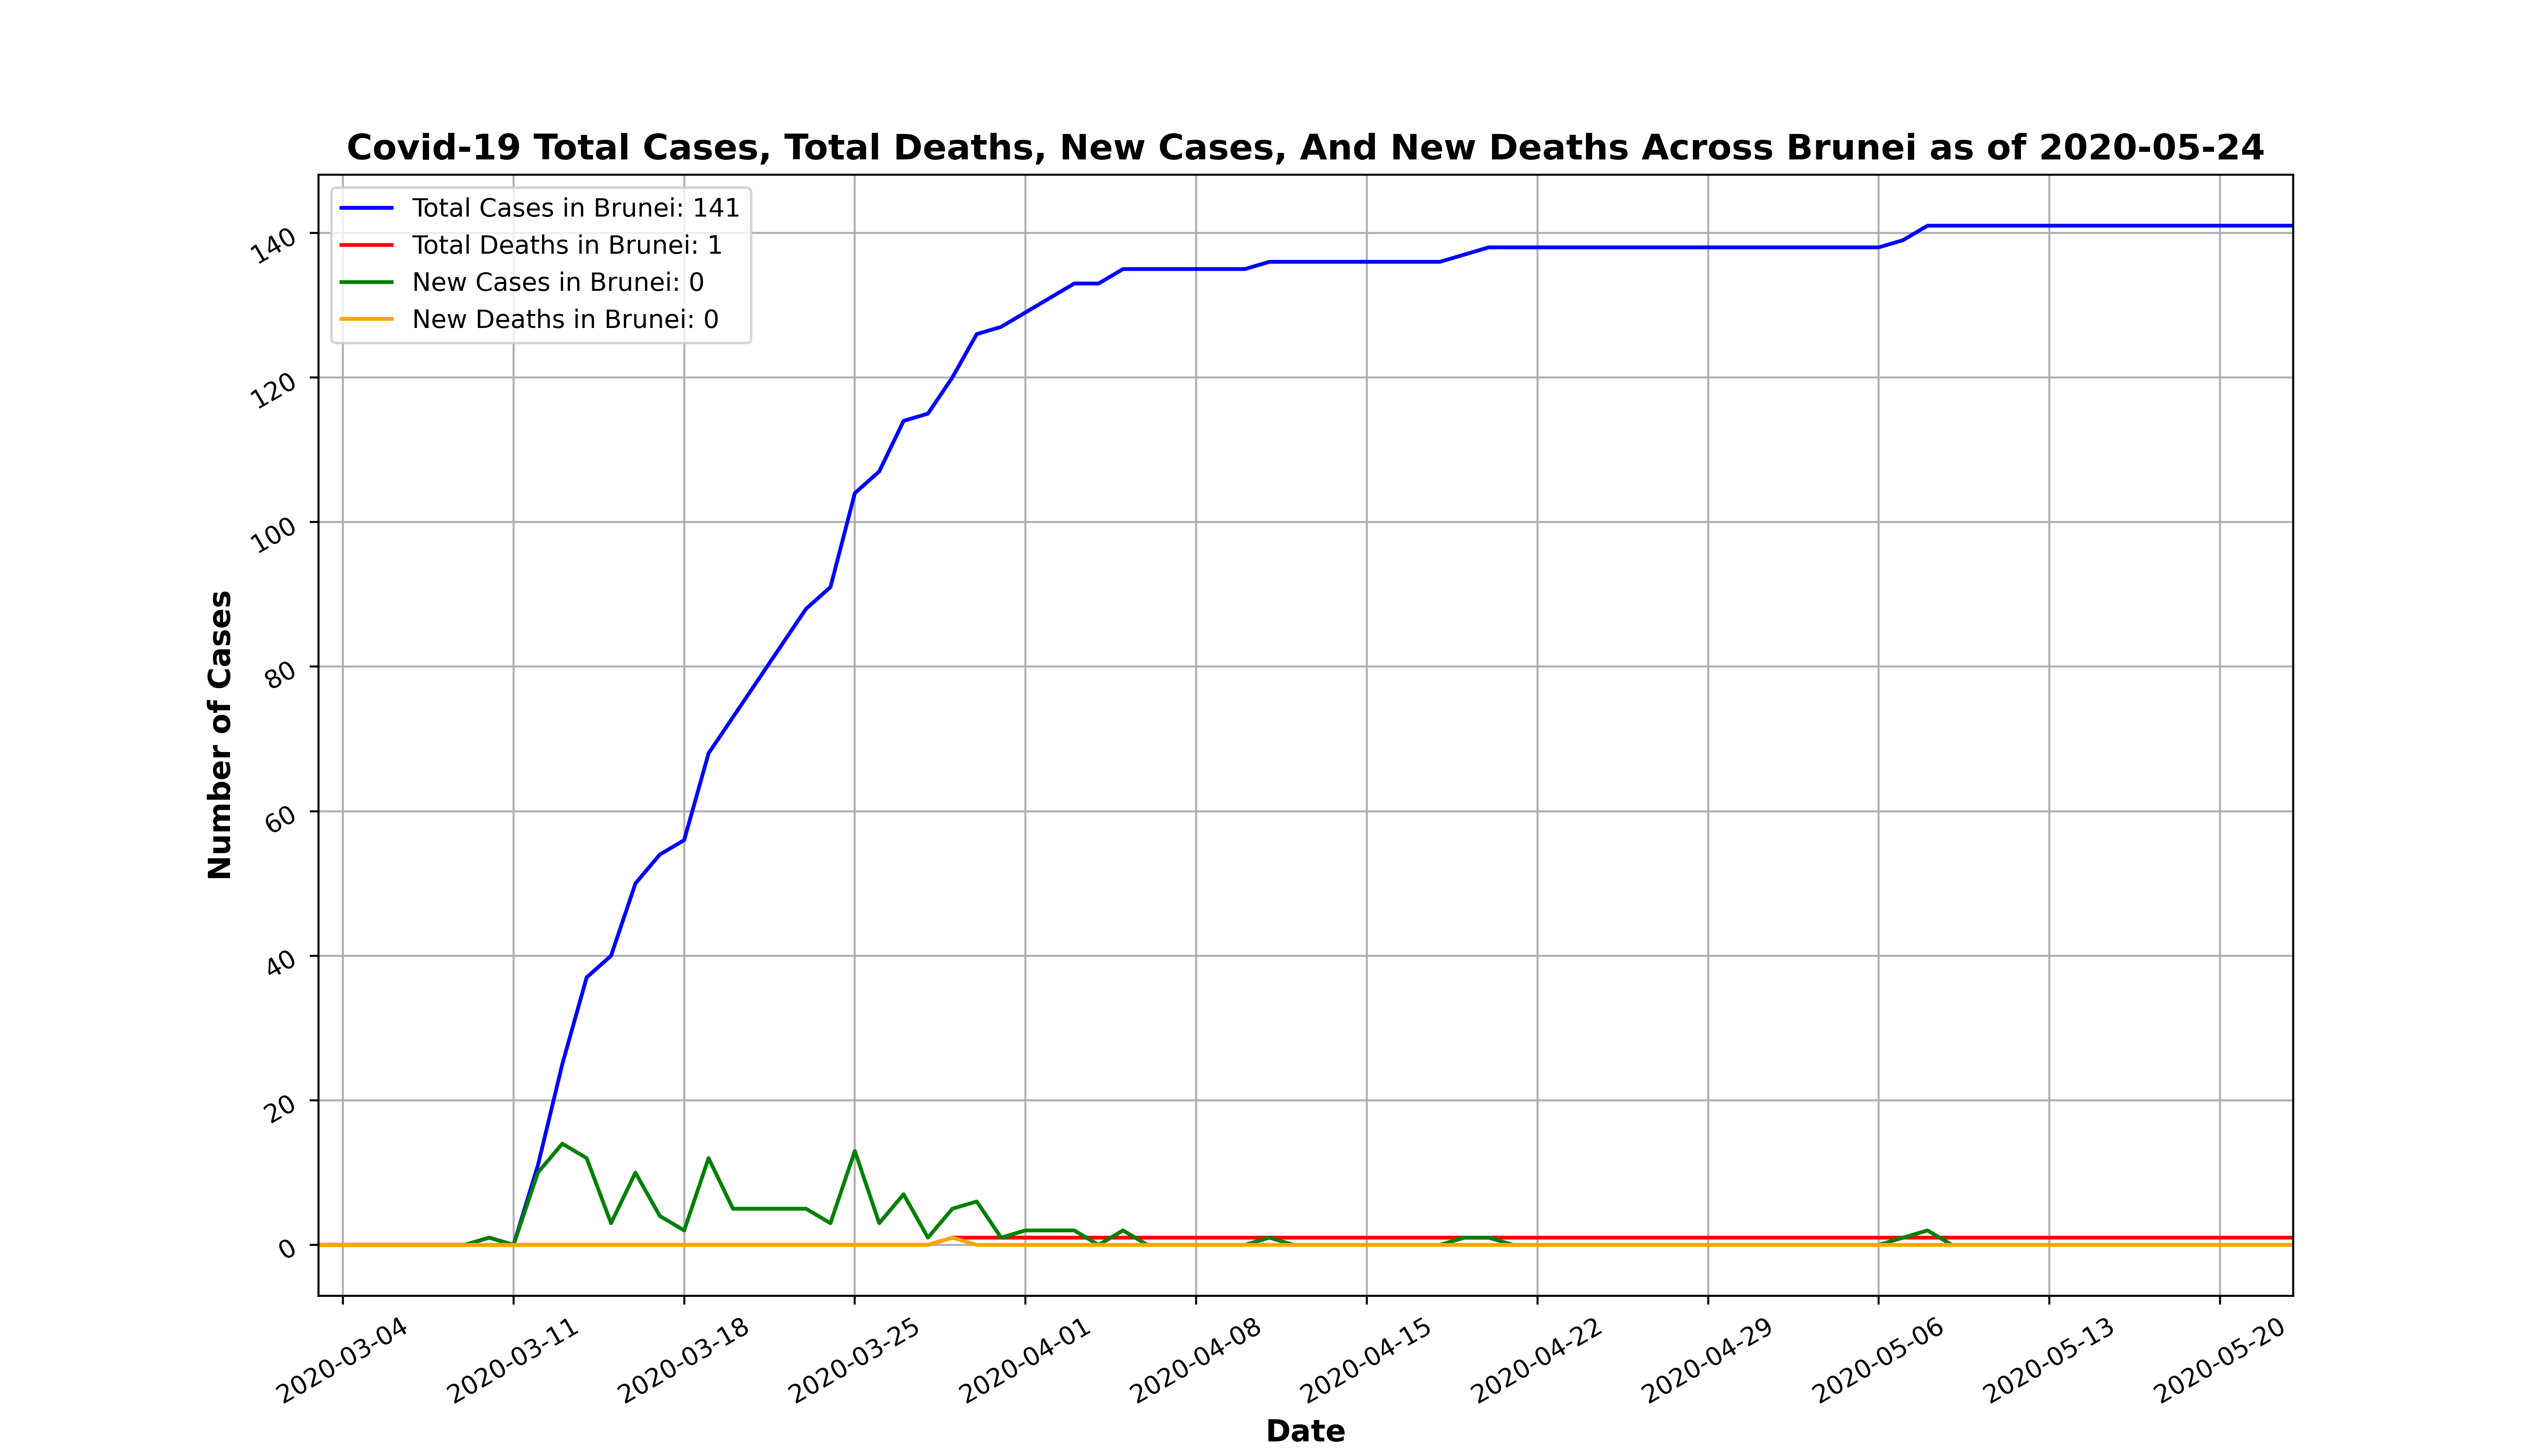 Covid-19 Total Cases, Total Deaths, New Cases, And New Deaths Across Brunei as of 2020-05-24
Total Cases in Brunei: 141
Total Deaths in Brunei: 1
New Cases in Brunei: 0
New Deaths in Brunei: 0
Number of Cases
140
120
100
80
60
40
20
0
2020-03-04
2020-03-11
2020-03-18
2020-03-25
2020-04-01
2020-04-08
2020-04-15
2020-04-22
2020-04-29
2020-05-06
2020-05-13
2020-05-20
Date